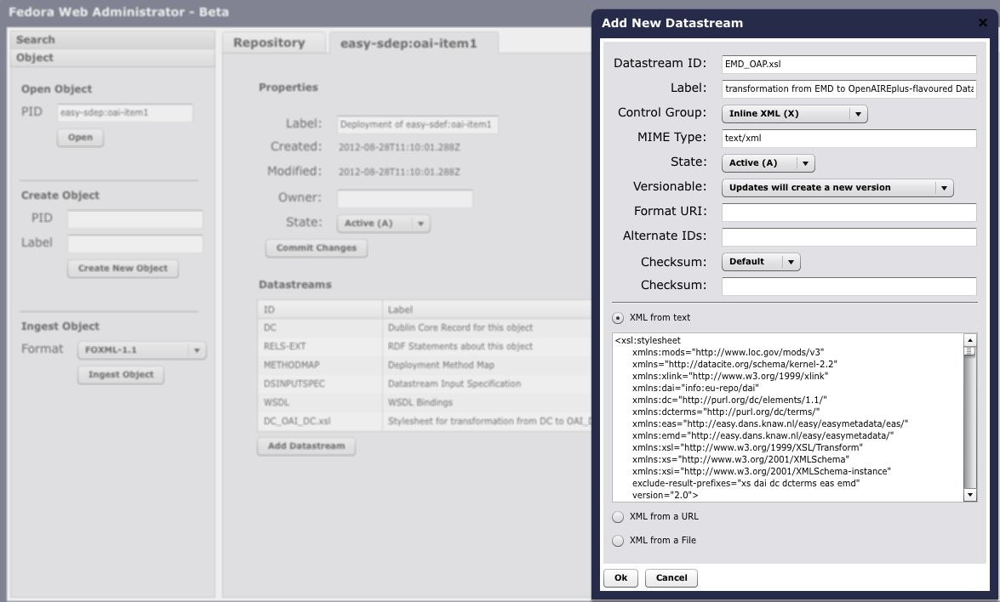 Fedora Web Administrator - Beta
Search
Object
Open Object
PID easy-sdep:oai-item1
Open
Create Object
PID
Label
Create New Object
Ingest Object
Format FOXML-1.1
Ingest Object
Repository easy-sdep:oai-item1
Properties
Label: Deployment of easy-sdef:oai-item1
Created: 2012-08-28T11:10:01.288Z
Modified: 2012-08-28T11:10:01.288Z
Owner:
State: Active (A)
Commit Changes
Datastreams
ID Label
DC Dublin Core Record for this object
RELS-EXT RDF Statements about this object
METHODMAP Deployment Method Map
DSINPUTSPEC Datastream Input Specification
WSDL WSDL Bindings
DC_OAI_DC.xsl Stylesheet for transformation from DC to OAI_D
Add Datastream
Add New Datastream ×
Datastream ID: EMD_OAP.xsl
Label: transformation from EMD to OpenAIREplus-flavoured Data
Control Group: Inline XML (X)
MIME Type: text/xml
State: Active (A)
Versionable: Updates will create a new version
Format URI:
Alternate IDs:
Checksum: Default
Checksum:
XML from text
<xsl:stylesheet
xmlns:mods="http://www.loc.gov/mods/v3"
xmlns="http://datacite.org/schema/kernel-2.2"
xmlns:xlink="http://www.w3.org/1999/xlink"
xmlns:dai="info:eu-repo/dai"
xmlns:dc="http://purl.org/dc/elements/1.1/"
xmlns:dcterms="http://purl.org/dc/terms/"
xmlns:eas="http://easy.dans.knaw.nl/easy/easymetadata/eas/"
xmlns:emd="http://easy.dans.knaw.nl/easy/easymetadata/"
xmlns:xsl="http://www.w3.org/1999/XSL/Transform"
xmlns:xs="http://www.w3.org/2001/XMLSchema"
xmlns:xsi="http://www.w3.org/2001/XMLSchema-instance"
exclude-result-prefixes="xs dai dc dcterms eas emd"
version="2.0">
XML from a URL
XML from a File
Ok Cancel